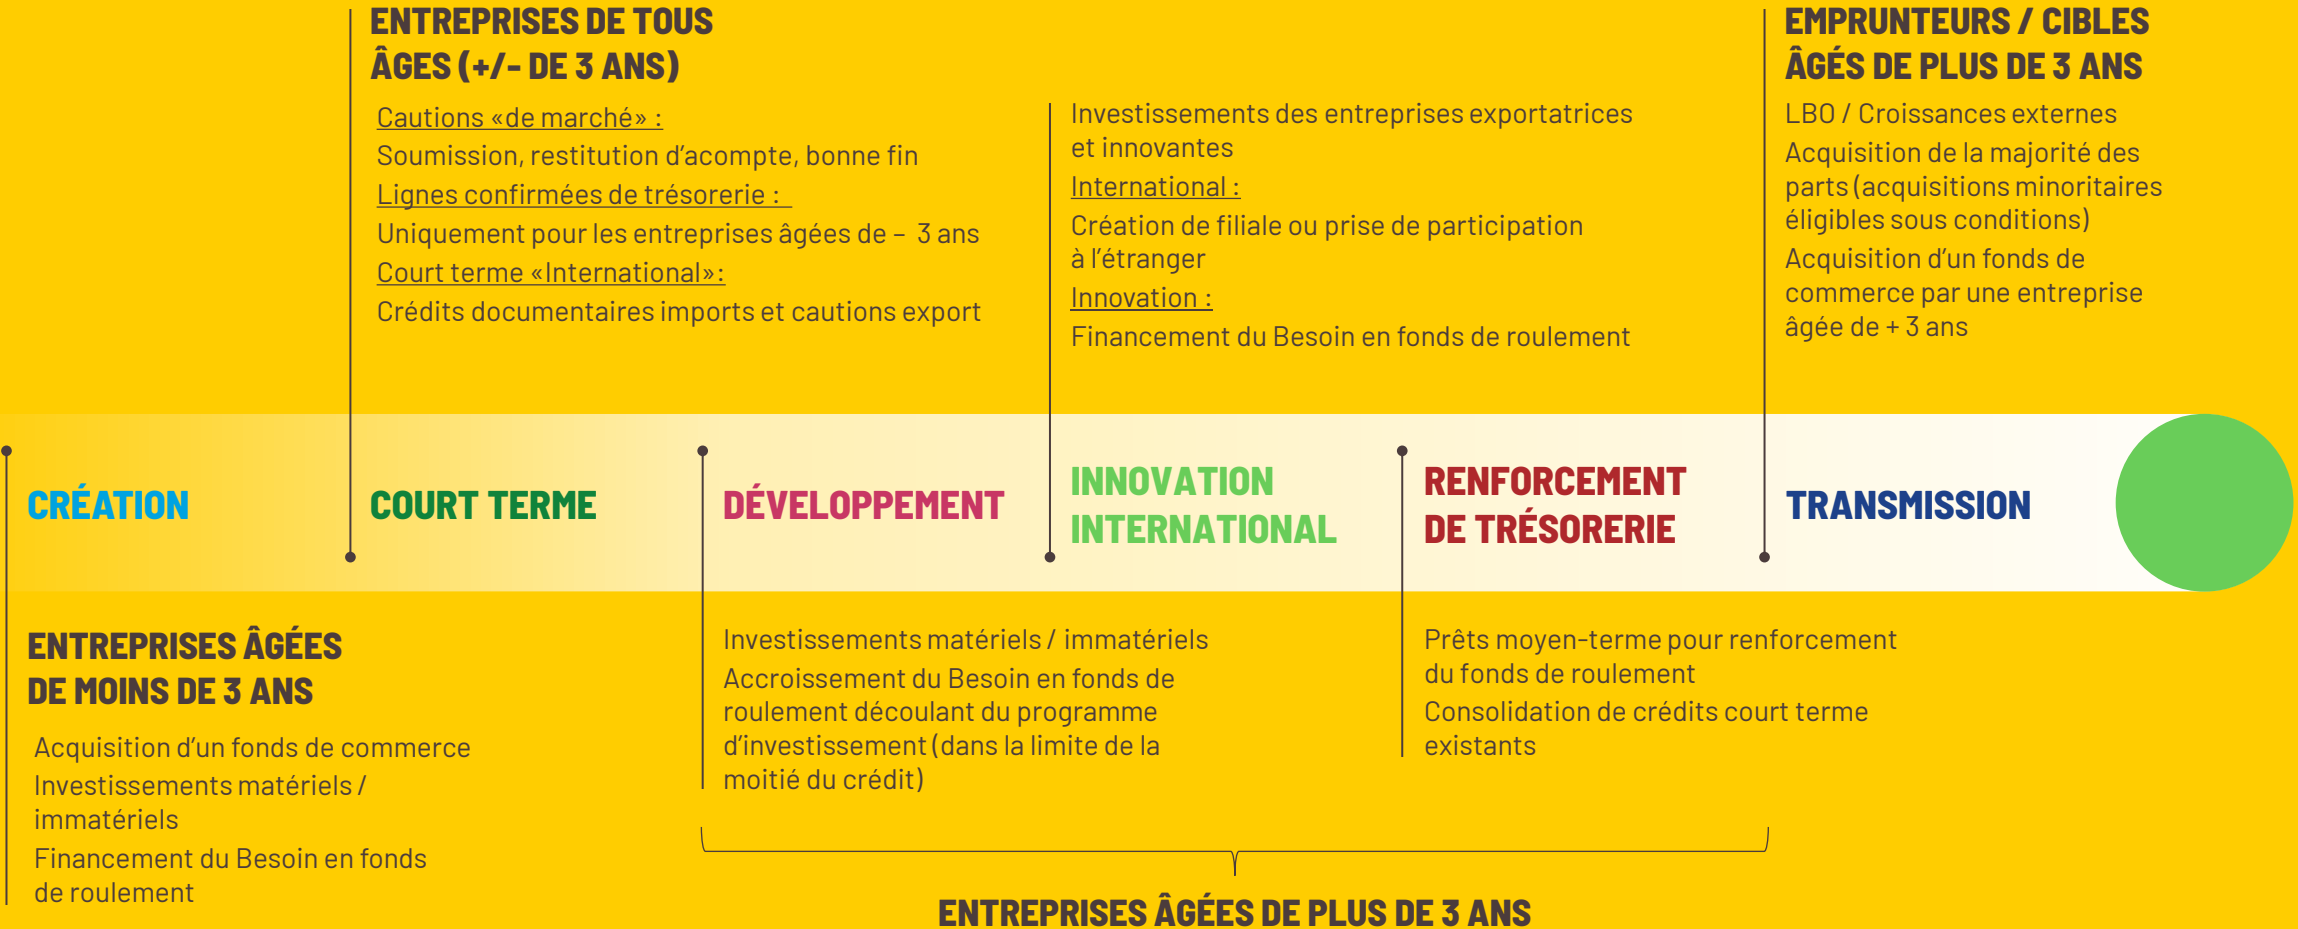 ENTREPRISES DE TOUS
ÂGES (+/- DE 3 ANS)
Cautions «de marché» :
Soumission, restitution d'acompte, bonne fin
Lignes confirmées de trésorerie :
Uniquement pour les entreprises âgées de – 3 ans
Court terme «International»:
Crédits documentaires imports et cautions export
Investissements des entreprises exportatrices
et innovantes
International :
Création de filiale ou prise de participation
à l'étranger
Innovation :
Financement du Besoin en fonds de roulement
EMPRUNTEURS / CIBLES
ÂGÉS DE PLUS DE 3 ANS
LBO / Croissances externes
Acquisition de la majorité des
parts (acquisitions minoritaires
éligibles sous conditions)
Acquisition d'un fonds de
commerce par une entreprise
âgée de + 3 ans
CRÉATION
COURT TERME
DÉVELOPPEMENT
INNOVATION
INTERNATIONAL
RENFORCEMENT
DE TRÉSORERIE
TRANSMISSION
ENTREPRISES ÂGÉES
DE MOINS DE 3 ANS
Acquisition d'un fonds de commerce
Investissements matériels /
immatériels
Financement du Besoin en fonds
de roulement
Investissements matériels / immatériels
Accroissement du Besoin en fonds de
roulement découlant du programme
d'investissement (dans la limite de la
moitié du crédit)
Prêts moyen-terme pour renforcement
du fonds de roulement
Consolidation de crédits court terme
existants
ENTREPRISES ÂGÉES DE PLUS DE 3 ANS